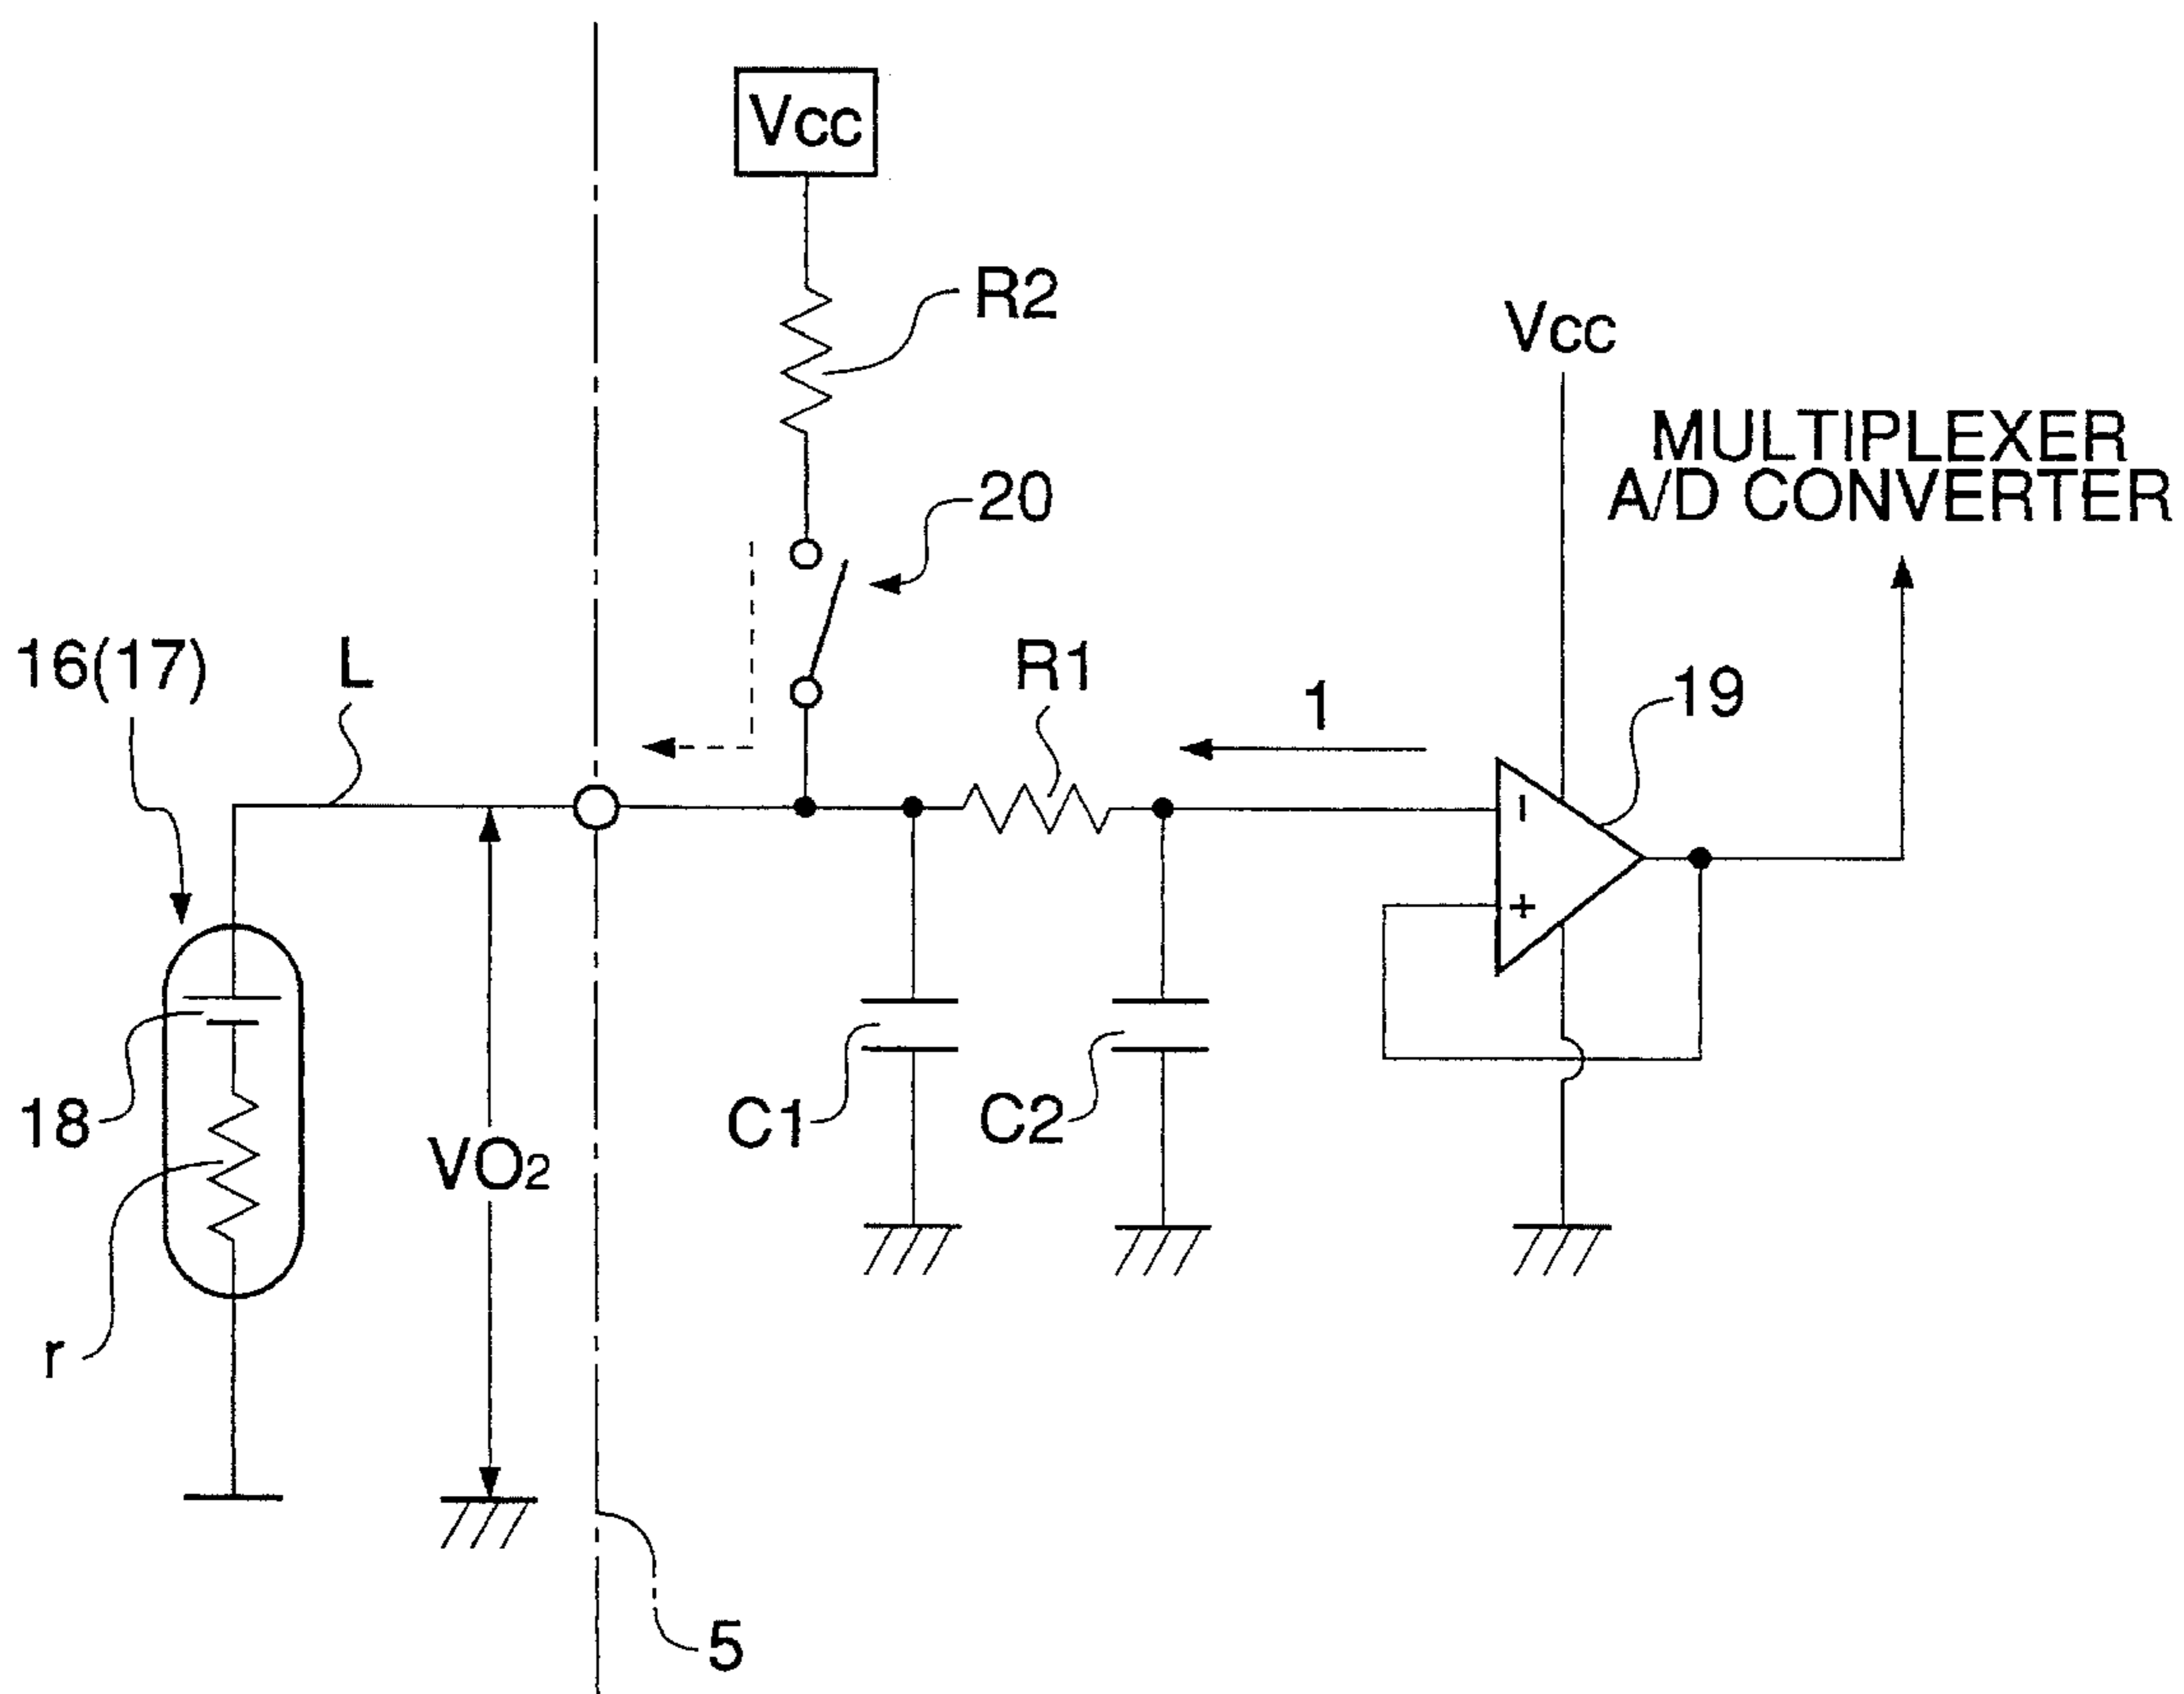 Vcc
R2
Vcc
MULTIPLEXER
A/D CONVERTER
20
16(17)
L
R1
1
19
−
+
18
C1
C2
VO2
r
5